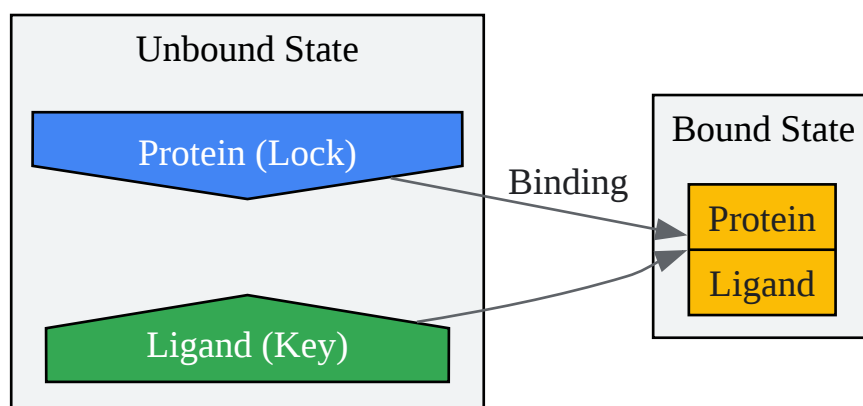 Unbound State
Protein (Lock)
Ligand (Key)
Binding
Bound State
Protein
Ligand